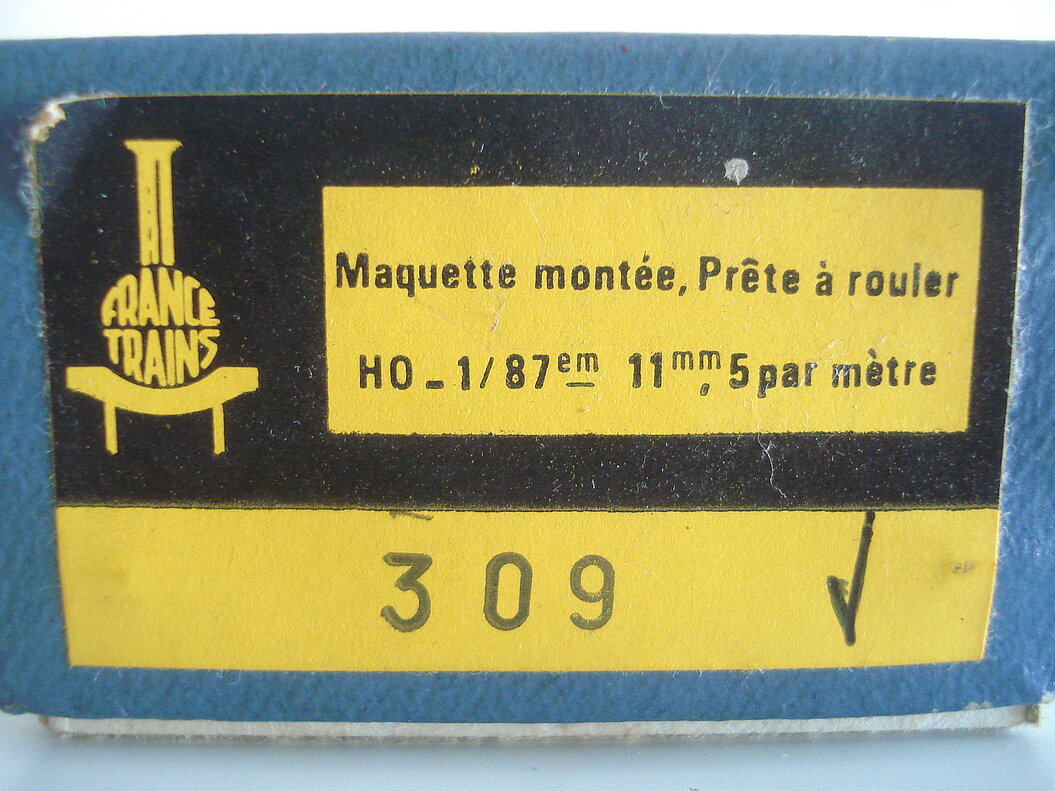 FRANCE
TRAINS
Maquette montée, Prête à rouler
HO - 1/87em 11mm,5 par mètre
309